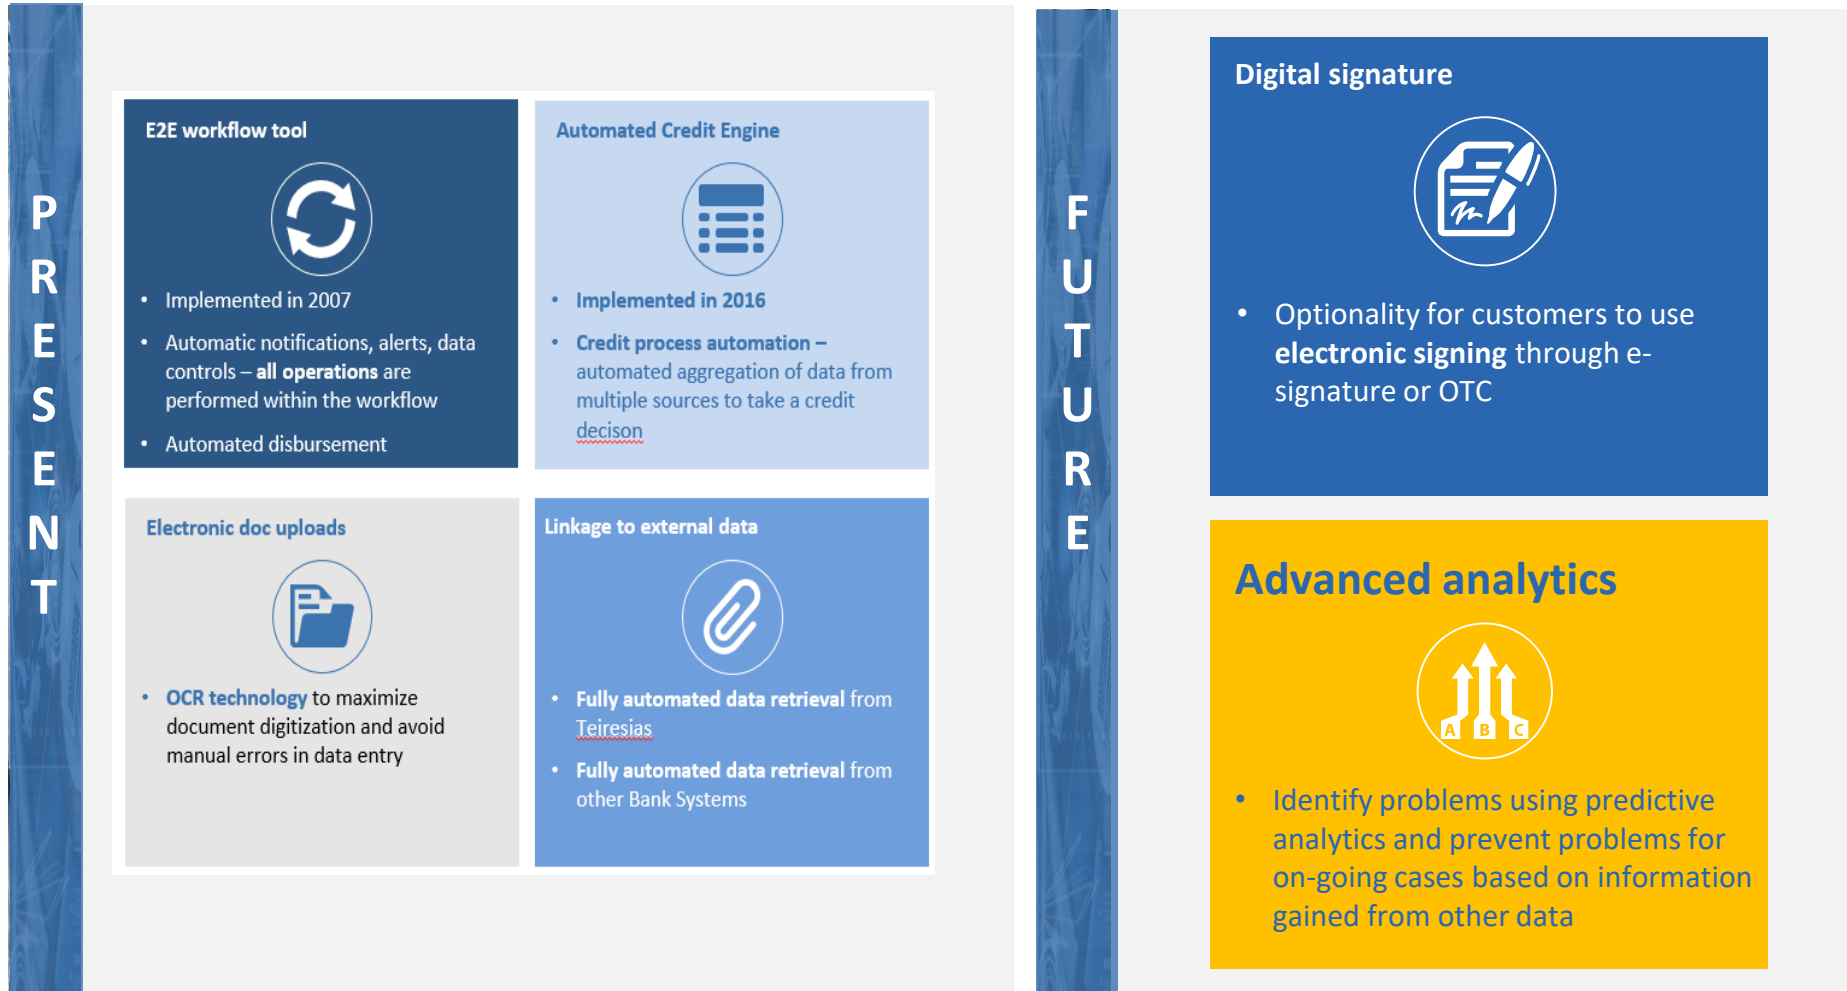 PRESENT
E2E workflow tool
• Implemented in 2007
• Automatic notifications, alerts, data
controls – all operations are
performed within the workflow
• Automated disbursement
Automated Credit Engine
• Implemented in 2016
• Credit process automation –
automated aggregation of data from
multiple sources to take a credit
decison
Electronic doc uploads
• OCR technology to maximize
document digitization and avoid
manual errors in data entry
Linkage to external data
• Fully automated data retrieval from
Teiresias
• Fully automated data retrieval from
other Bank Systems
FUTURE
Digital signature
• Optionality for customers to use
electronic signing through e-
signature or OTC
Advanced analytics
A B C
• Identify problems using predictive
analytics and prevent problems for
on-going cases based on information
gained from other data